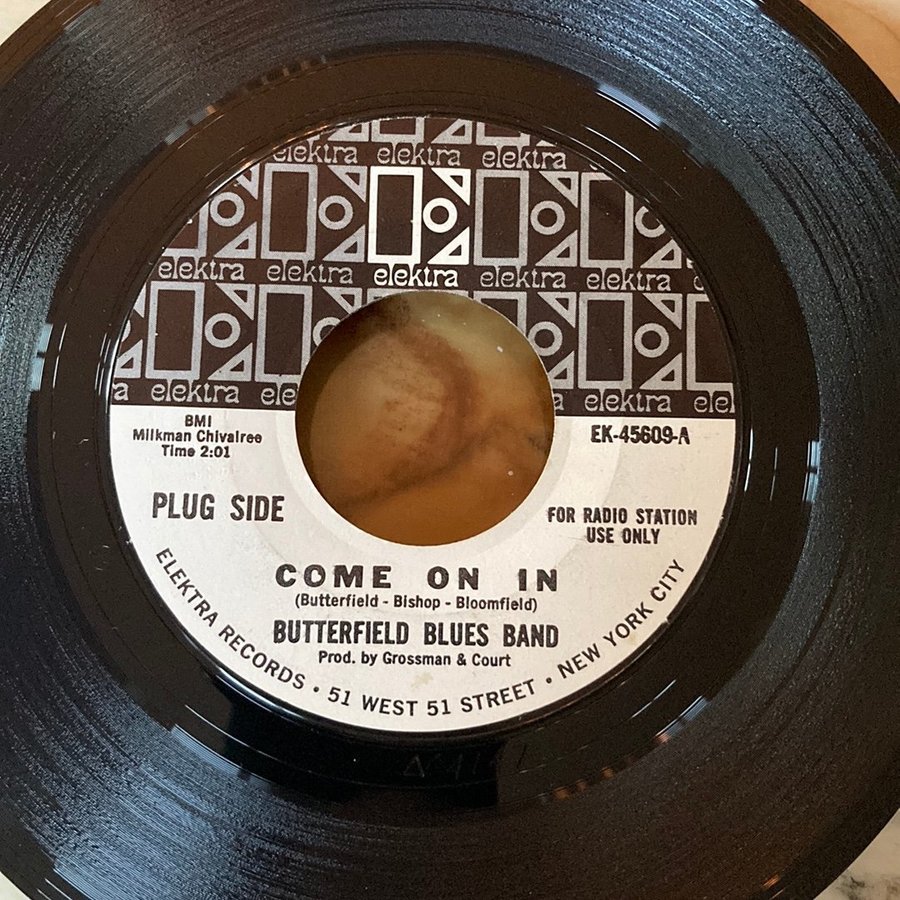 elektra elektra elektra
elektra elektra elektra elektra elektra
elektra elektra elektra
BMI
Milkman Chivalree
Time 2:01
EK-45609-A
PLUG SIDE
FOR RADIO STATION
USE ONLY
COME ON IN
(Butterfield - Bishop - Bloomfield)
BUTTERFIELD BLUES BAND
Prod. by Grossman & Court
ELEKTRA RECORDS • 51 WEST 51 STREET • NEW YORK CITY